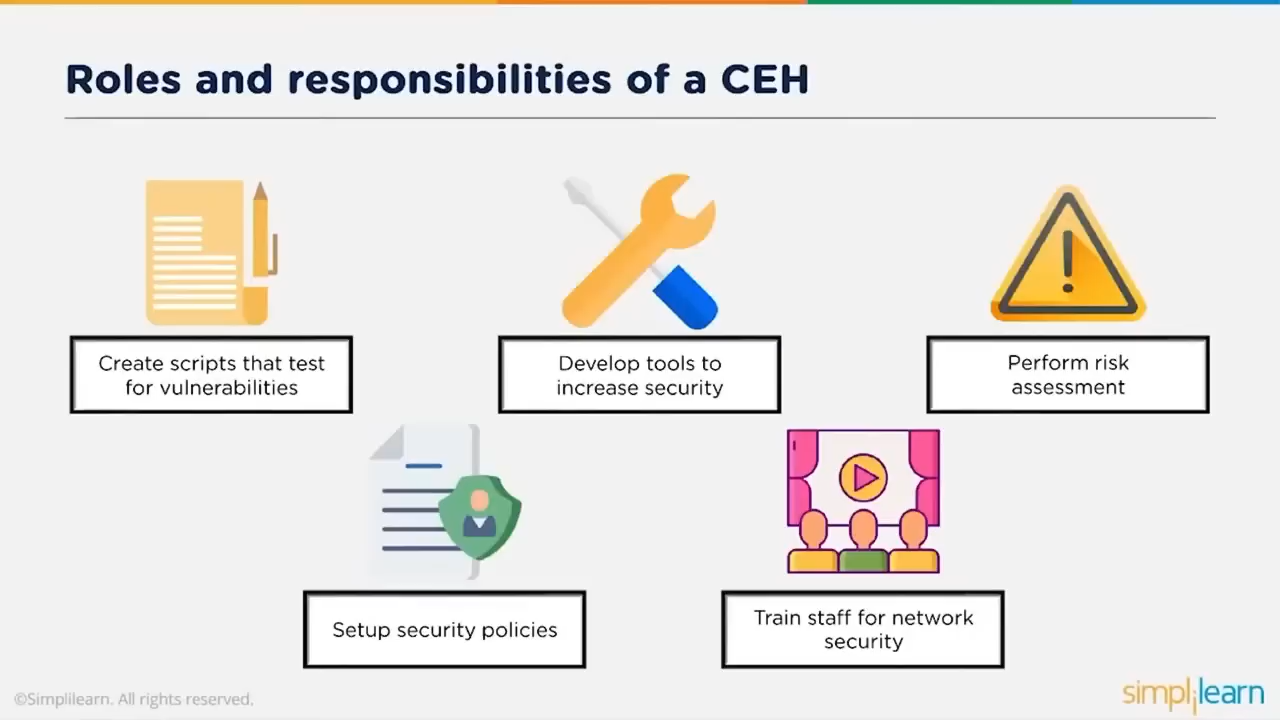 Roles and responsibilities of a CEH
Create scripts that test
for vulnerabilities
Develop tools to
increase security
Perform risk
assessment
Setup security policies
Train staff for network
security
©Simplilearn. All rights reserved.
simplilearn